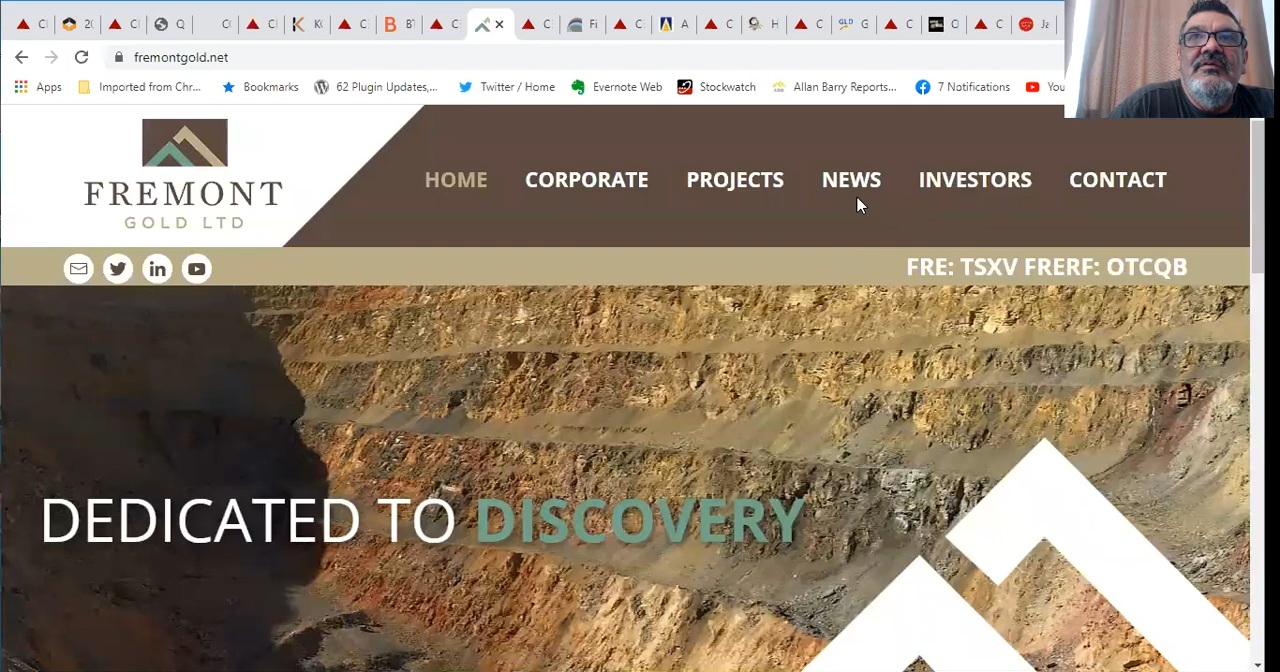 fremontgold.net
Apps Imported from Chr... Bookmarks 62 Plugin Updates,... Twitter / Home Evernote Web Stockwatch Allan Barry Reports... 7 Notifications You
FREMONT
GOLD LTD
HOME CORPORATE PROJECTS NEWS INVESTORS CONTACT
FRE: TSXV FRERF: OTCQB
DEDICATED TO DISCOVERY